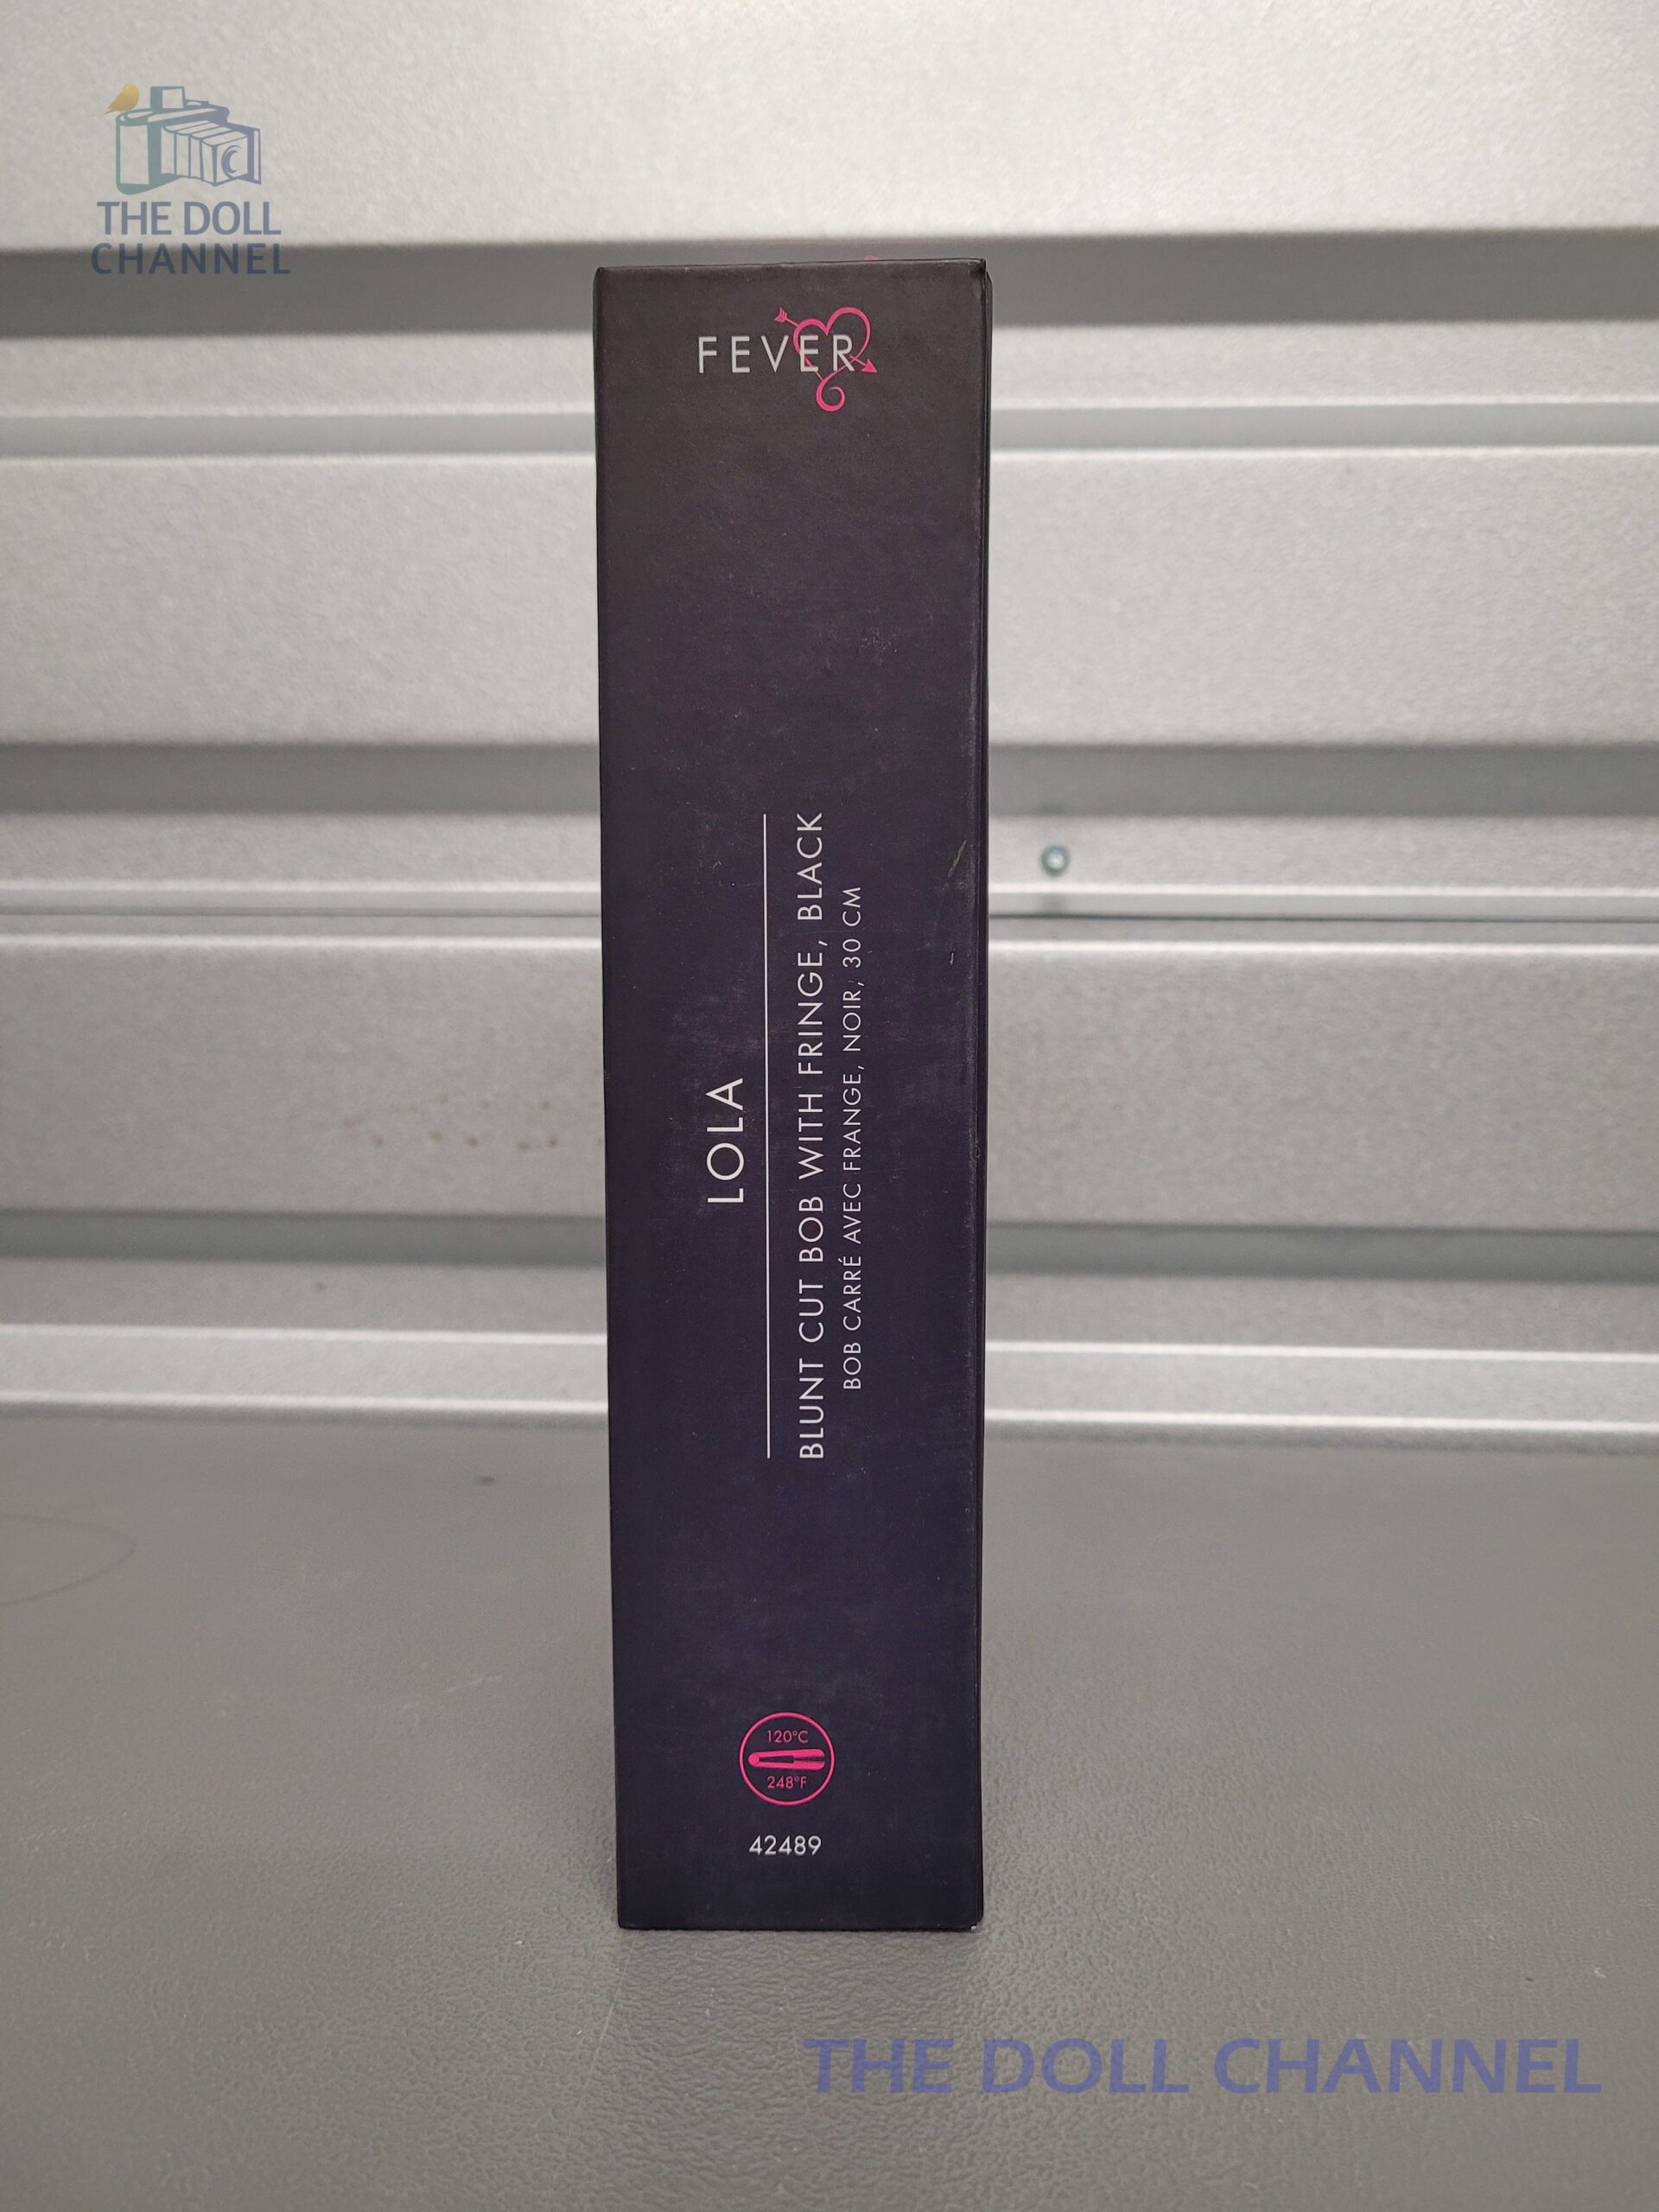 THE DOLL
CHANNEL
FEVER
LOLA
BLUNT CUT BOB WITH FRINGE, BLACK
BOB CARRÉ AVEC FRANGE, NOIR, 30 CM
120°C
248°F
42489
THE DOLL CHANNEL